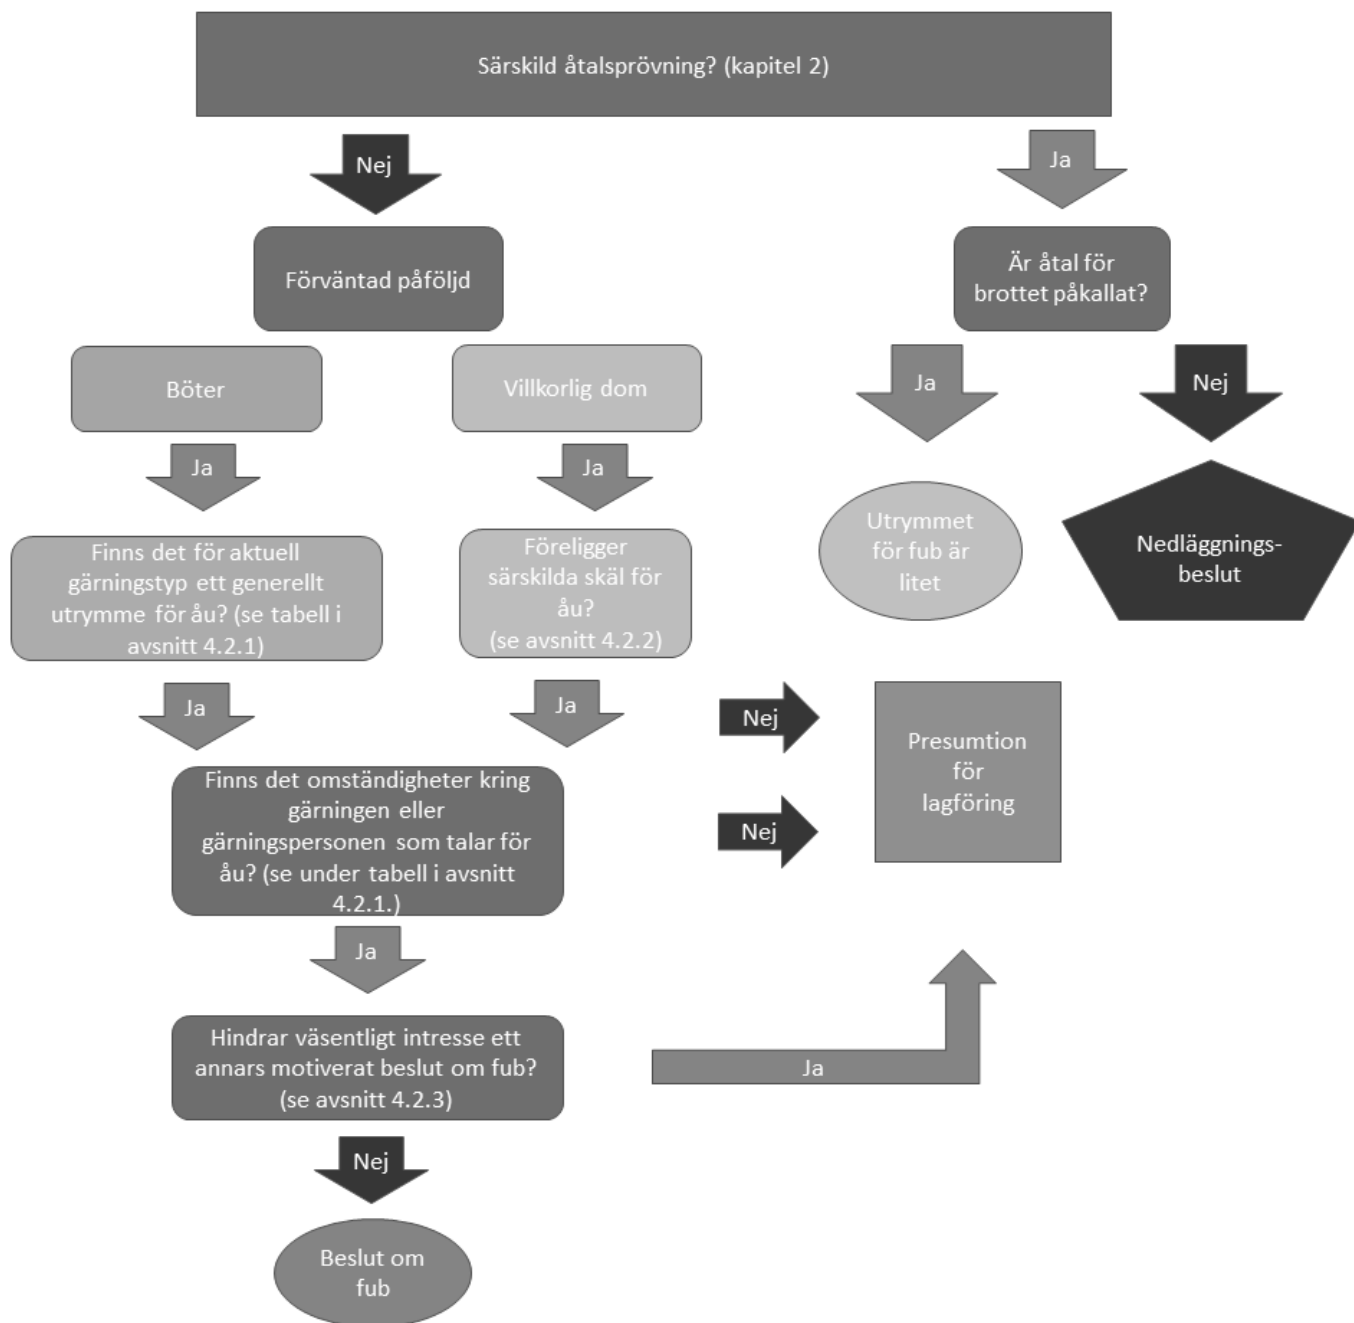 Särskild åtalsprövning? (kapitel 2)
Nej
Ja
Förväntad påföljd
Är åtal för
brottet påkallat?
Böter
Villkorlig dom
Ja
Nej
Ja
Ja
Finns det för aktuell
gärningstyp ett generellt
utrymme för åu? (se tabell i
avsnitt 4.2.1)
Föreligger
särskilda skäl för
åu?
(se avsnitt 4.2.2)
Utrymmet
för fub är
litet
Nedläggnings-
beslut
Ja
Ja
Nej
Nej
Presumtion
för
lagföring
Finns det omständigheter kring
gärningen eller
gärningspersonen som talar för
åu? (se under tabell i avsnitt
4.2.1.)
Ja
Hindrar väsentligt intresse ett
annars motiverat beslut om fub?
(se avsnitt 4.2.3)
Ja
Nej
Beslut om
fub